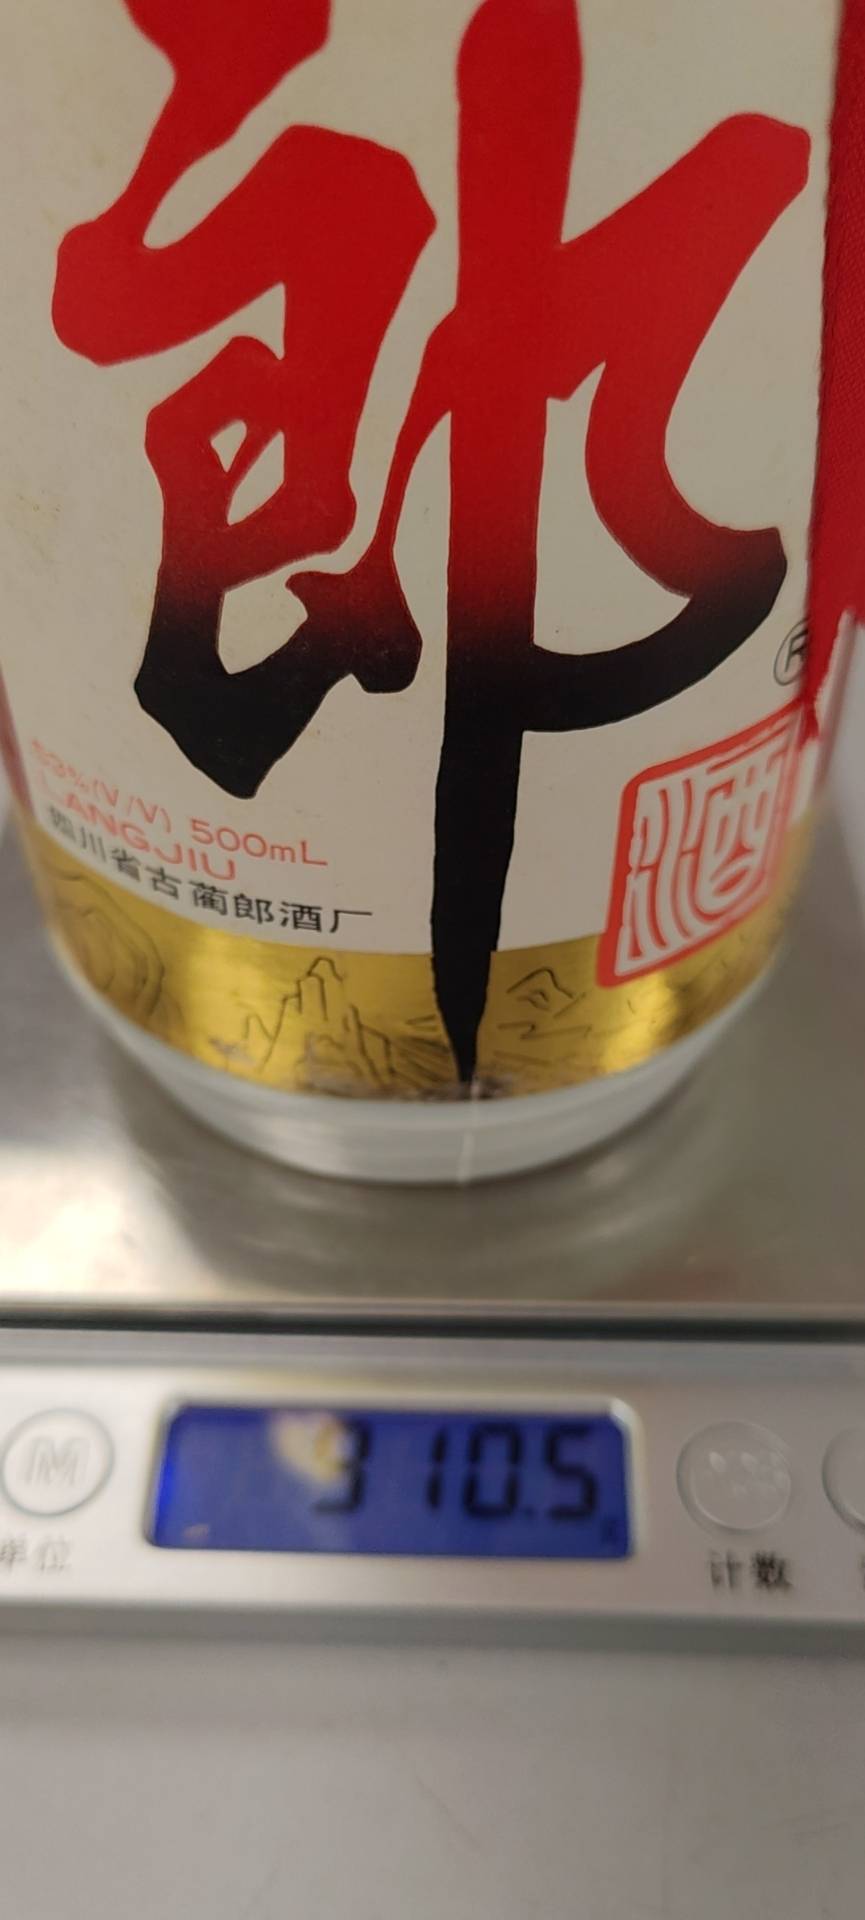 郎
®
酒
53%(V/V) 500mL
LANGJIU
四川省古蔺郎酒厂
310.5
M
单位
计数